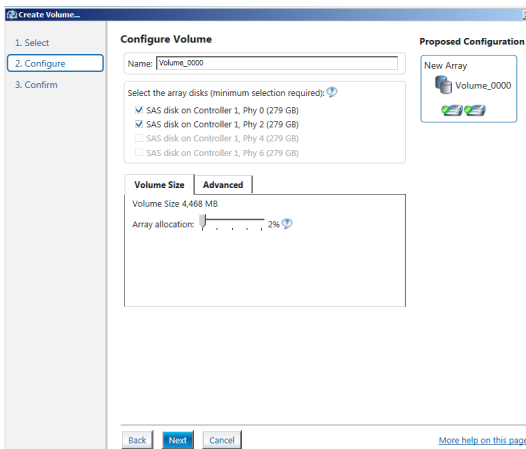 Create Volume...
1. Select
2. Configure
3. Confirm
Configure Volume
Name: Volume_0000
Select the array disks (minimum selection required):
SAS disk on Controller 1, Phy 0 (279 GB)
SAS disk on Controller 1, Phy 2 (279 GB)
SAS disk on Controller 1, Phy 4 (279 GB)
SAS disk on Controller 1, Phy 6 (279 GB)
Volume Size Advanced
Volume Size 4,468 MB
Array allocation: 2%
Proposed Configuration
New Array
Volume_0000
Back Next Cancel
More help on this page